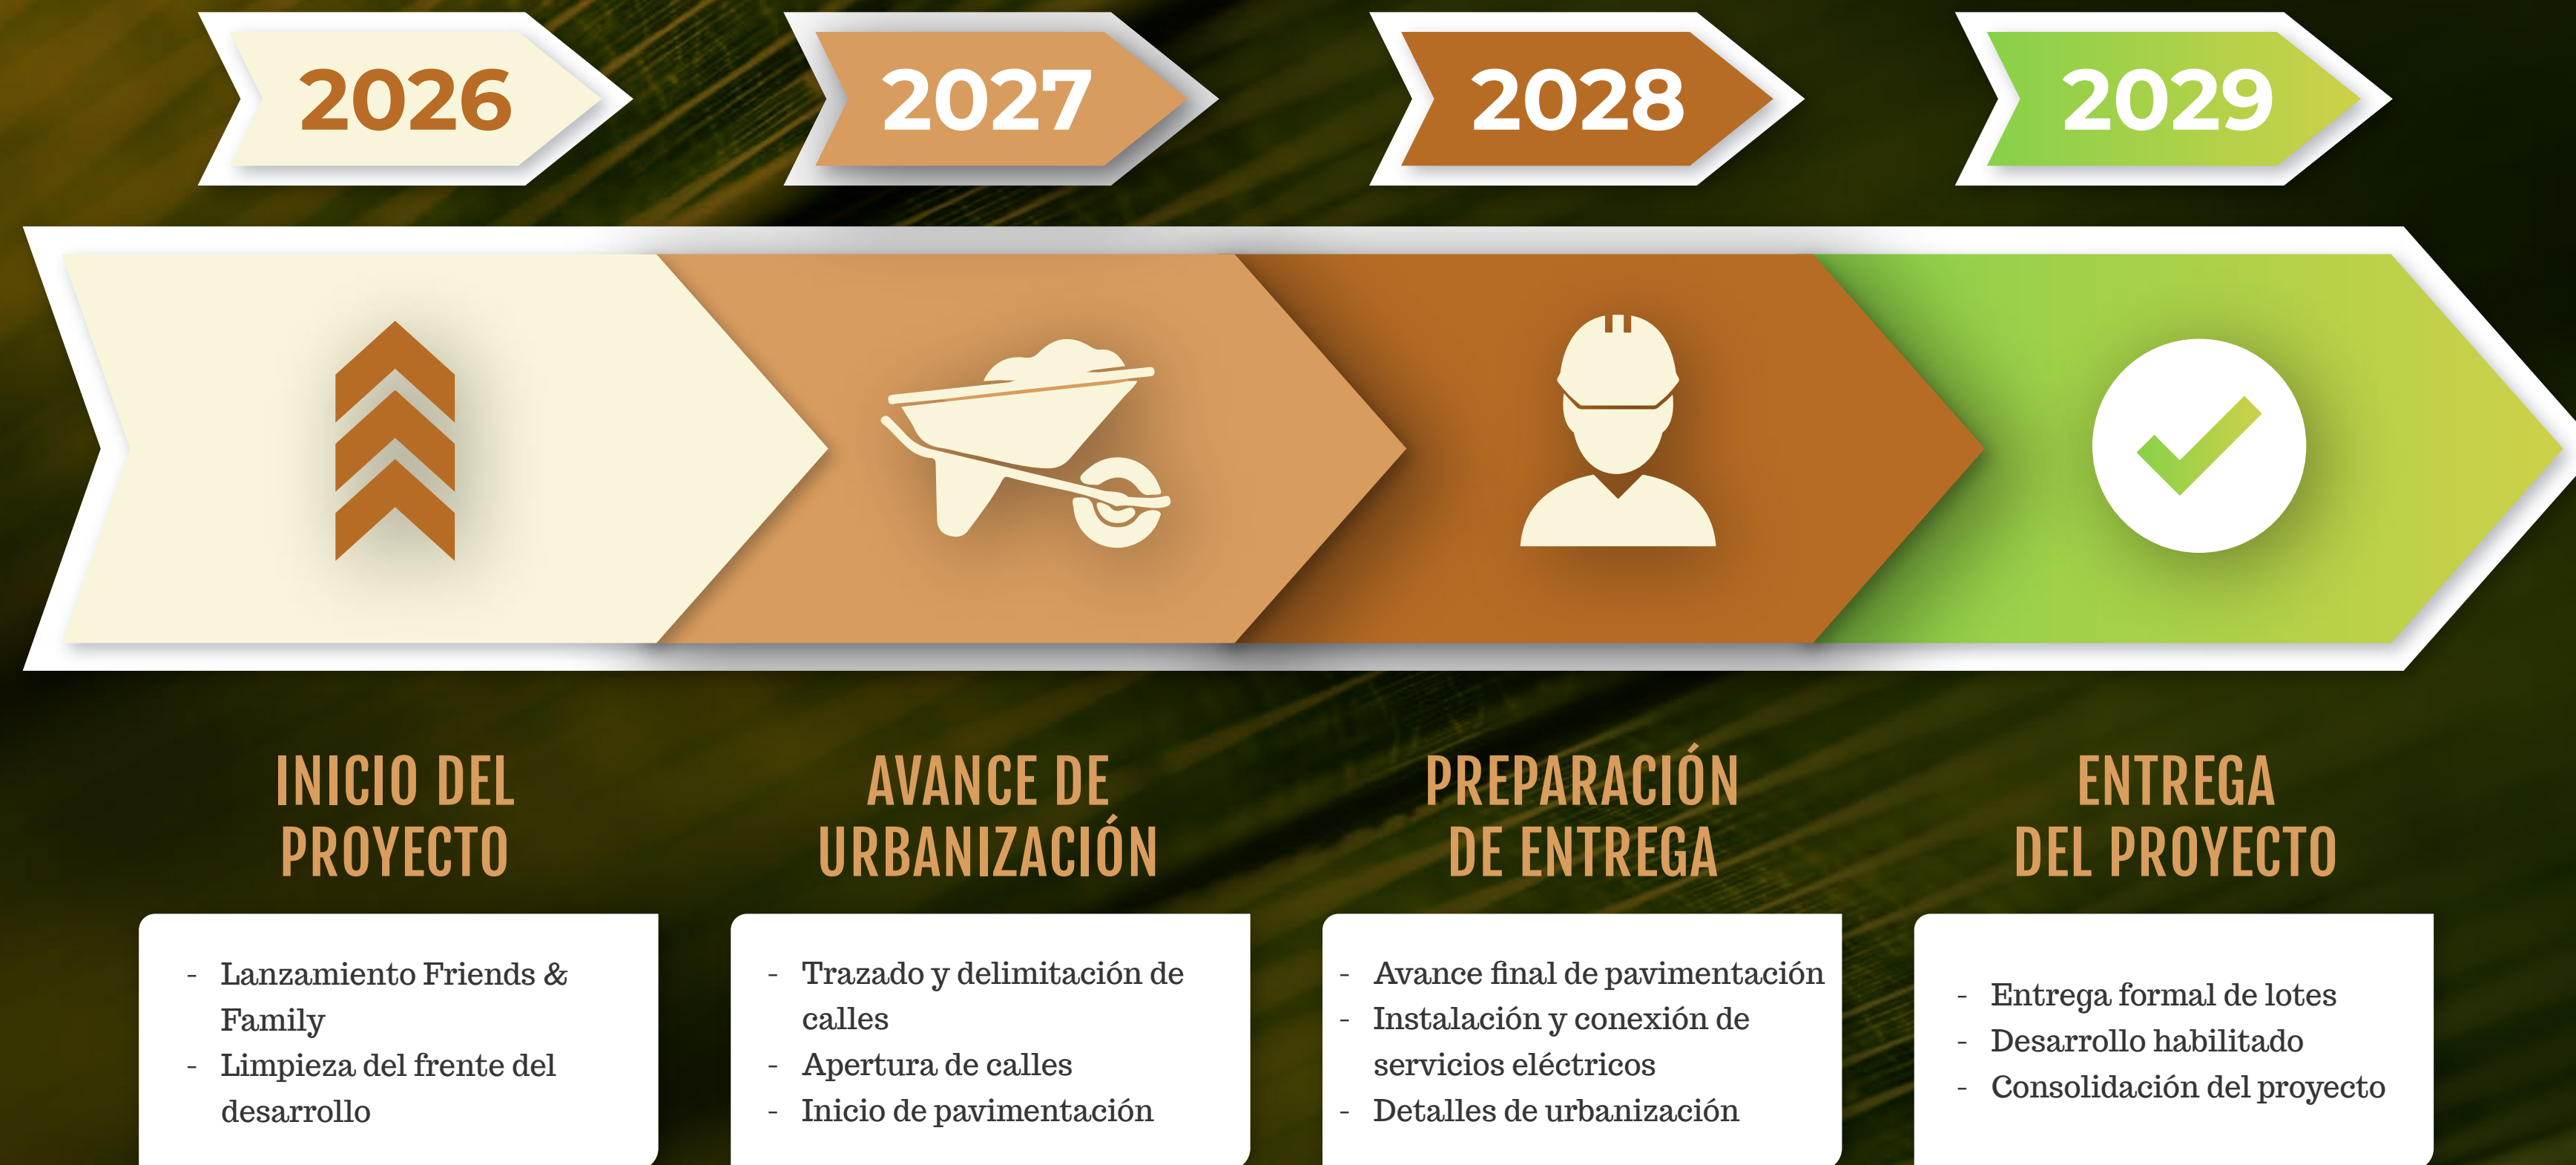 2026
2027
2028
2029
INICIO DEL
PROYECTO
- Lanzamiento Friends &
Family
- Limpieza del frente del
desarrollo
AVANCE DE
URBANIZACIÓN
- Trazado y delimitación de
calles
- Apertura de calles
- Inicio de pavimentación
PREPARACIÓN
DE ENTREGA
- Avance final de pavimentación
- Instalación y conexión de
servicios eléctricos
- Detalles de urbanización
ENTREGA
DEL PROYECTO
- Entrega formal de lotes
- Desarrollo habilitado
- Consolidación del proyecto